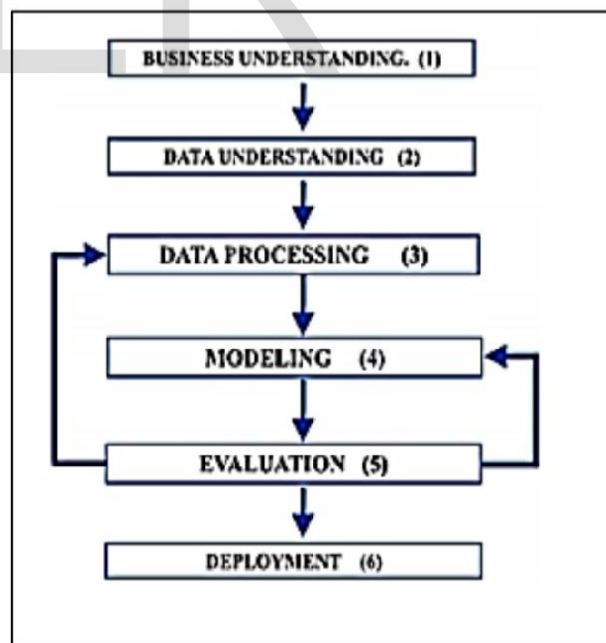 BUSINESS UNDERSTANDING. (1)
DATA UNDERSTANDING (2)
DATA PROCESSING (3)
MODELING (4)
EVALUATION (5)
DEPLOYMENT (6)